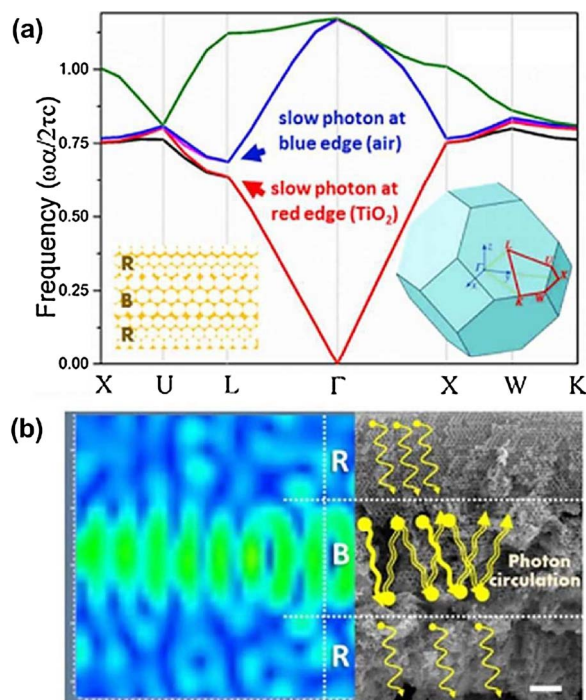 (a)
Frequency (ωα/2τc)
1.00
0.75
0.50
0.25
0.00
slow photon at
blue edge (air)
slow photon at
red edge (TiO₂)
R
B
R
z
L
Γ
y
x
U
X
K
W
X
U
L
Γ
X
W
K
(b)
R
B
R
Photon
circulation